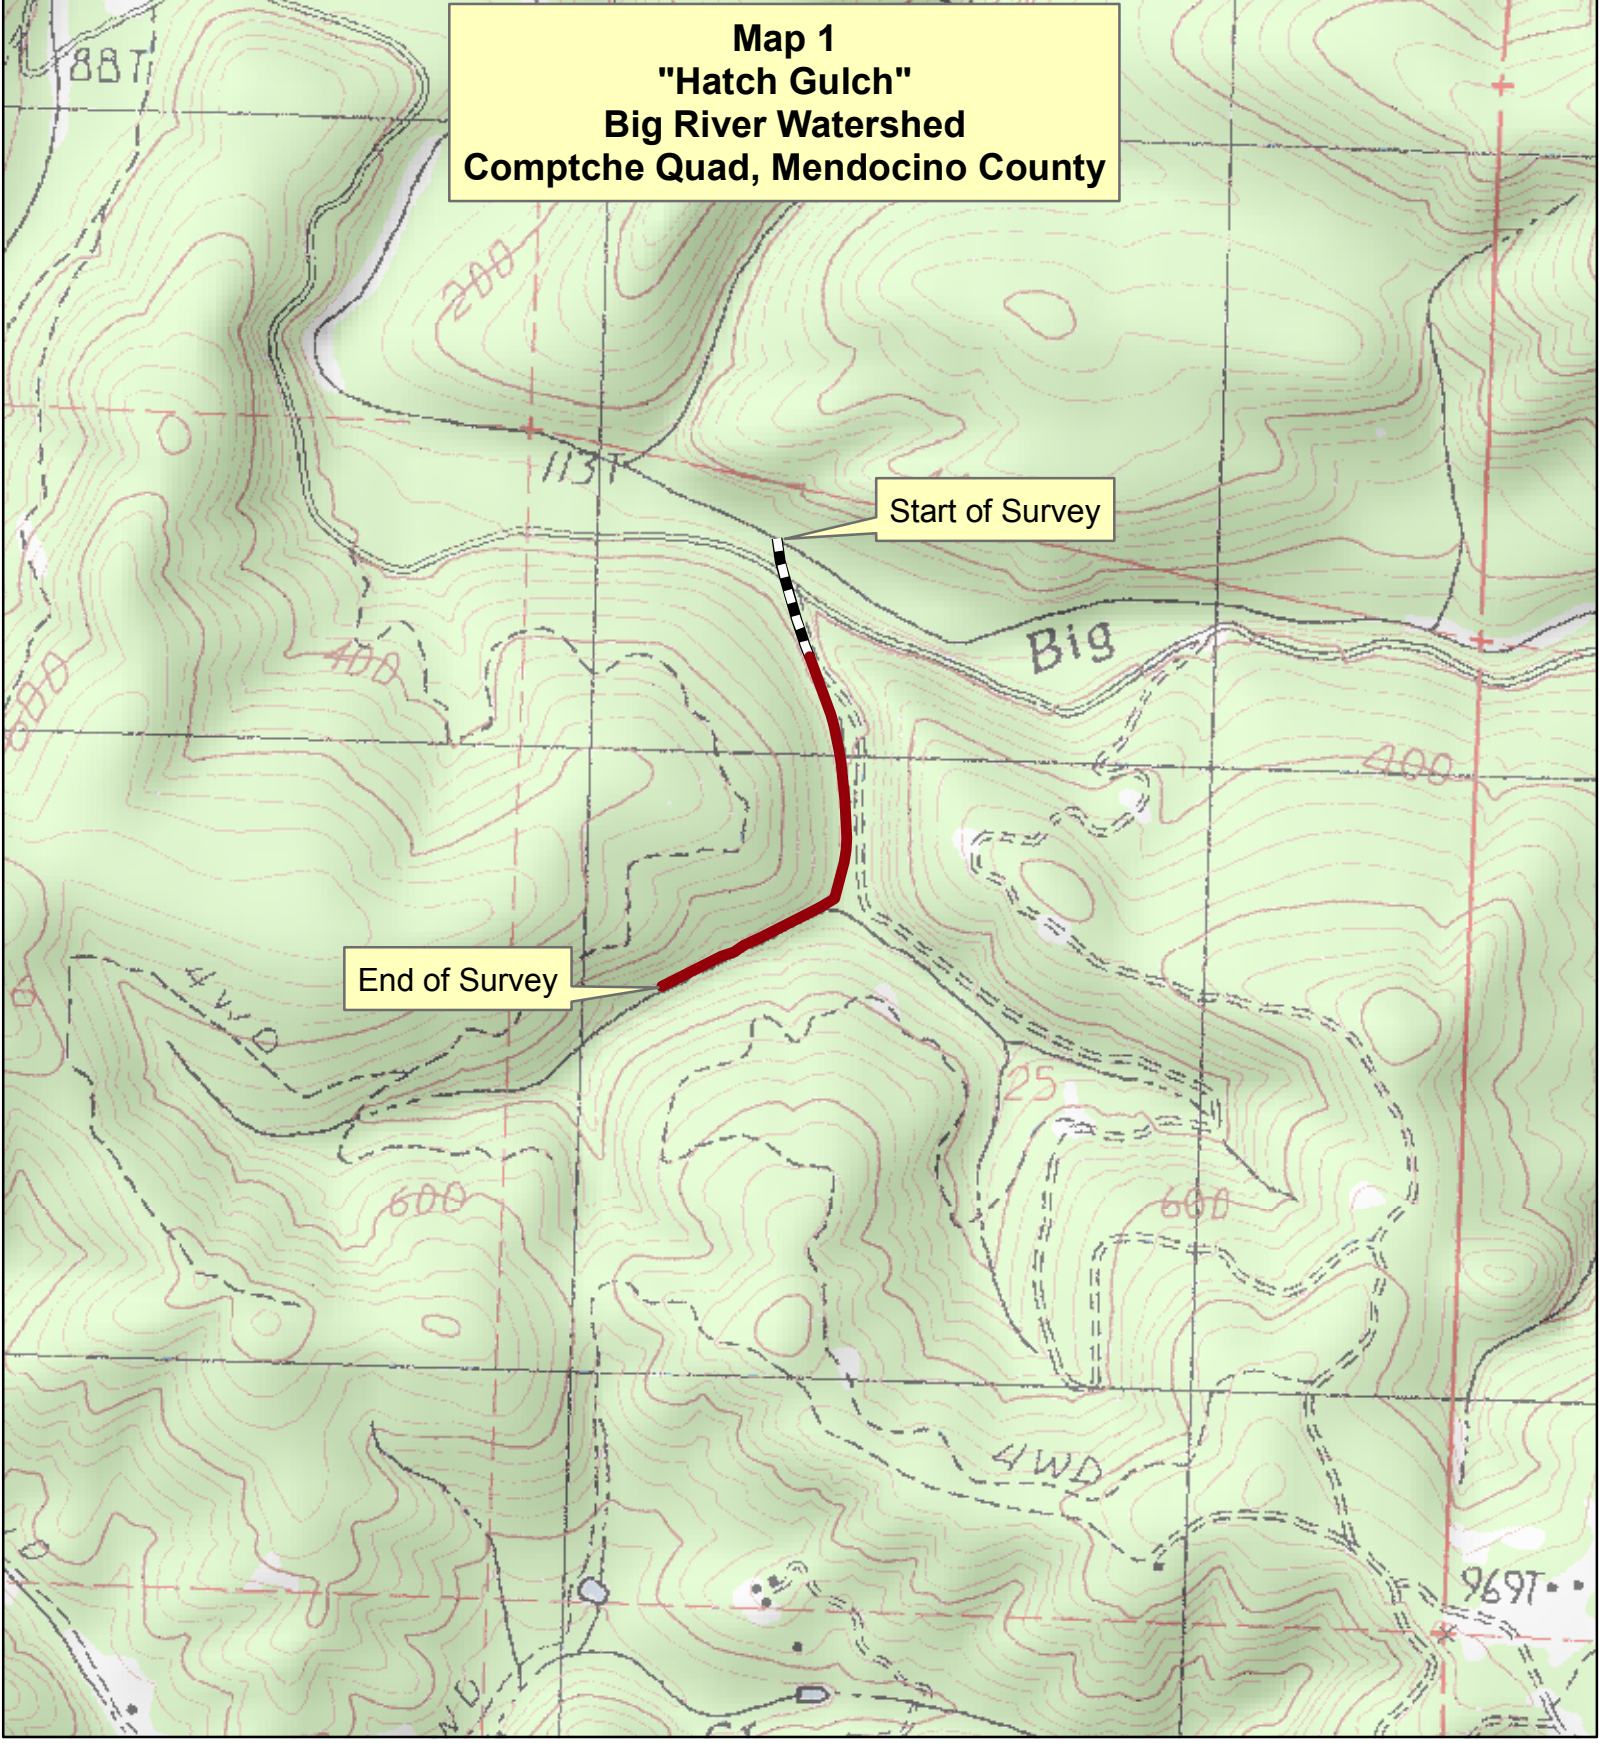 Map 1
"Hatch Gulch"
Big River Watershed
Comptche Quad, Mendocino County
88T
200
113T
Start of Survey
Big
400
600
400
End of Survey
4WD
25
600
600
4WD
969T